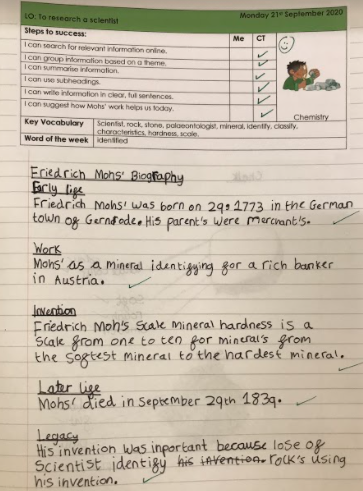 LO: To research a scientist
Monday 21st September 2020
Steps to success:
Me
CT
I can search for relevant information online.
I can group information based on a theme.
I can summarise information.
I can use subheadings.
I can write information in clear, full sentences.
I can suggest how Mohs' work helps us today.
Chemistry
Key Vocabulary
Scientist, rock, stone, palaeontologist, mineral, identify, classify,
characteristics, hardness, scale.
Word of the week
identified
Friedrich Mohs' Biography
Early life
Friedrich Mohs' was born on 29, 1773 in the German
town of Gernrode. His parent's were merchant's.
Work
Mohs' as a mineral identifying for a rich banker
in Austria.
Invention
Friedrich Moh's scale mineral hardness is a
scale from one to ten for mineral's from
the softest mineral to the hardest mineral.
Later life
Mohs' died in September 29th 1839.
Legacy
His invention was inportant because lose of
Scientist identify his invention. rock's using
his invention.